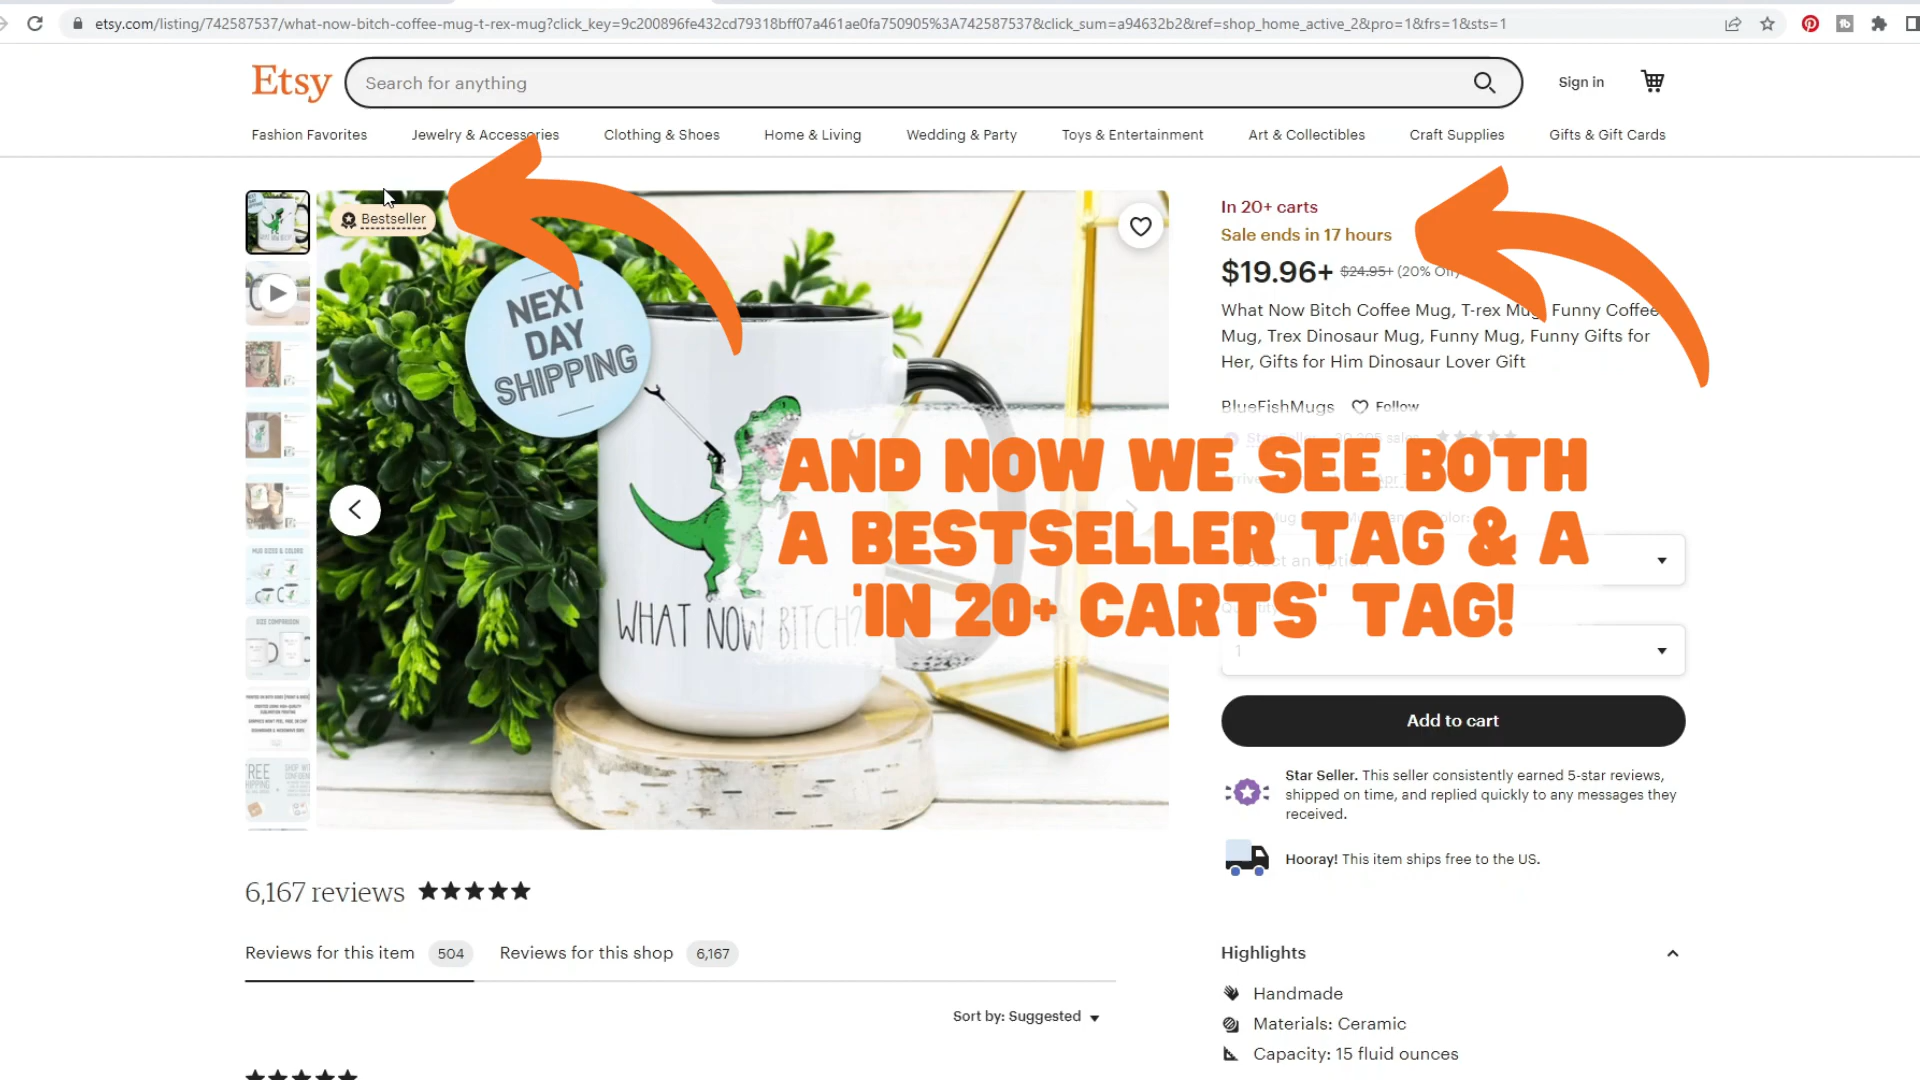 etsy.com/listing/742587537/what-now-bitch-coffee-mug-t-rex-mug?click_key=9c200896fe432cd79318bff07a461ae0fa750905%3A742587537&click_sum=a94632b2&ref=shop_home_active_2&pro=1&frs=1&sts=1
Etsy
Search for anything
Sign in
Fashion Favorites
Jewelry & Accessories
Clothing & Shoes
Home & Living
Wedding & Party
Toys & Entertainment
Art & Collectibles
Craft Supplies
Gifts & Gift Cards
Bestseller
NEXT
DAY
SHIPPING
WHAT NOW BITCH?
MUG SIZES & COLORS
SIZE COMPARISON
In 20+ carts
Sale ends in 17 hours
$19.96+ $24.95+ (20% Off)
What Now Bitch Coffee Mug, T-rex Mug, Funny Coffee
Mug, Trex Dinosaur Mug, Funny Mug, Funny Gifts for
Her, Gifts for Him Dinosaur Lover Gift
BlueFishMugs Follow
AND NOW WE SEE BOTH
A BESTSELLER TAG & A
'IN 20+ CARTS' TAG!
1
Add to cart
Star Seller. This seller consistently earned 5-star reviews,
shipped on time, and replied quickly to any messages they
received.
Hooray! This item ships free to the US.
6,167 reviews
Reviews for this item 504
Reviews for this shop 6,167
Sort by: Suggested
Highlights
Handmade
Materials: Ceramic
Capacity: 15 fluid ounces